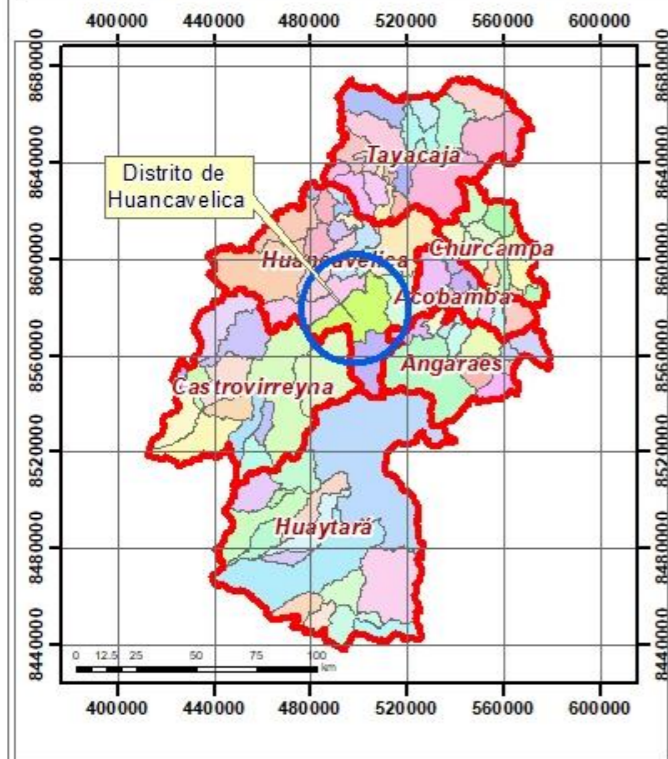 400000 440000 480000 520000 560000 600000
8680000 8680000
8640000 8640000
Tayacaja
Distrito de
Huancavelica
Churcampa
8600000 8600000
Huancavelica
Acobamba
8560000 8560000
Angaraes
Castrovirreyna
8520000 8520000
Huaytará
8480000 8480000
8440000 8440000
0 12.5 25 50 75 100
km
400000 440000 480000 520000 560000 600000